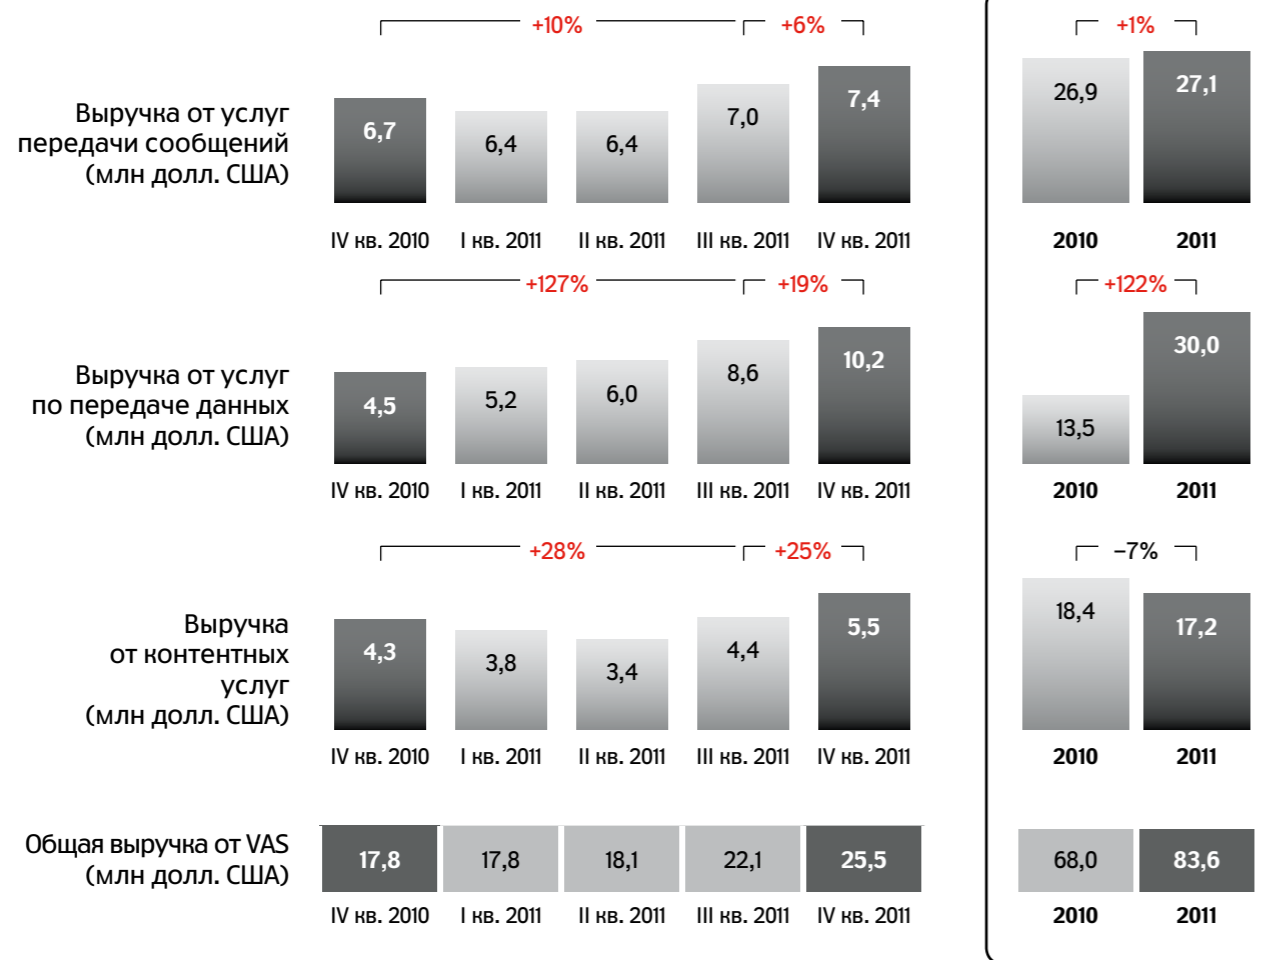 +10% +6% +1%
Выручка от услуг
передачи сообщений
(млн долл. США)
6,7 6,4 6,4 7,0 7,4 26,9 27,1
IV кв. 2010 I кв. 2011 II кв. 2011 III кв. 2011 IV кв. 2011 2010 2011
+127% +19% +122%
Выручка от услуг
по передаче данных
(млн долл. США)
4,5 5,2 6,0 8,6 10,2 13,5 30,0
IV кв. 2010 I кв. 2011 II кв. 2011 III кв. 2011 IV кв. 2011 2010 2011
+28% +25% –7%
Выручка
от контентных
услуг
(млн долл. США)
4,3 3,8 3,4 4,4 5,5 18,4 17,2
IV кв. 2010 I кв. 2011 II кв. 2011 III кв. 2011 IV кв. 2011 2010 2011
Общая выручка от VAS
(млн долл. США)
17,8 17,8 18,1 22,1 25,5 68,0 83,6
IV кв. 2010 I кв. 2011 II кв. 2011 III кв. 2011 IV кв. 2011 2010 2011